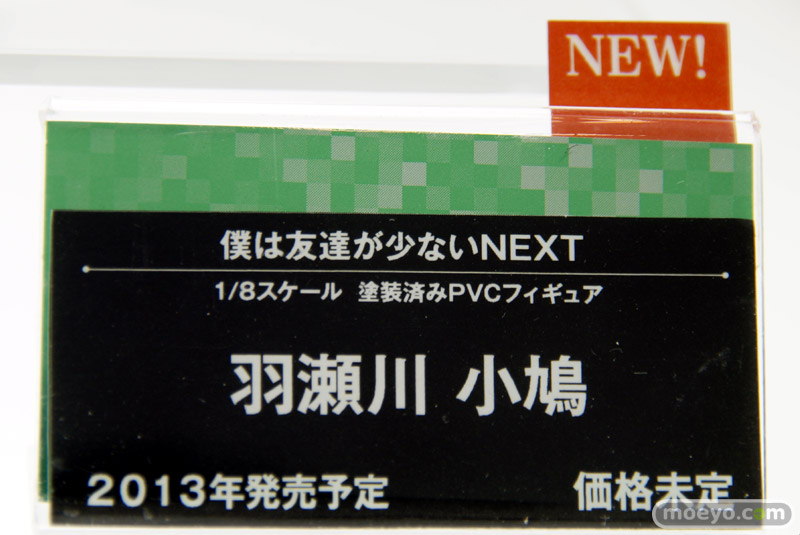 NEW!
僕は友達が少ないNEXT
1/8スケール 塗装済みPVCフィギュア
羽瀬川 小鳩
2013年発売予定 価格未定
moeyo.com